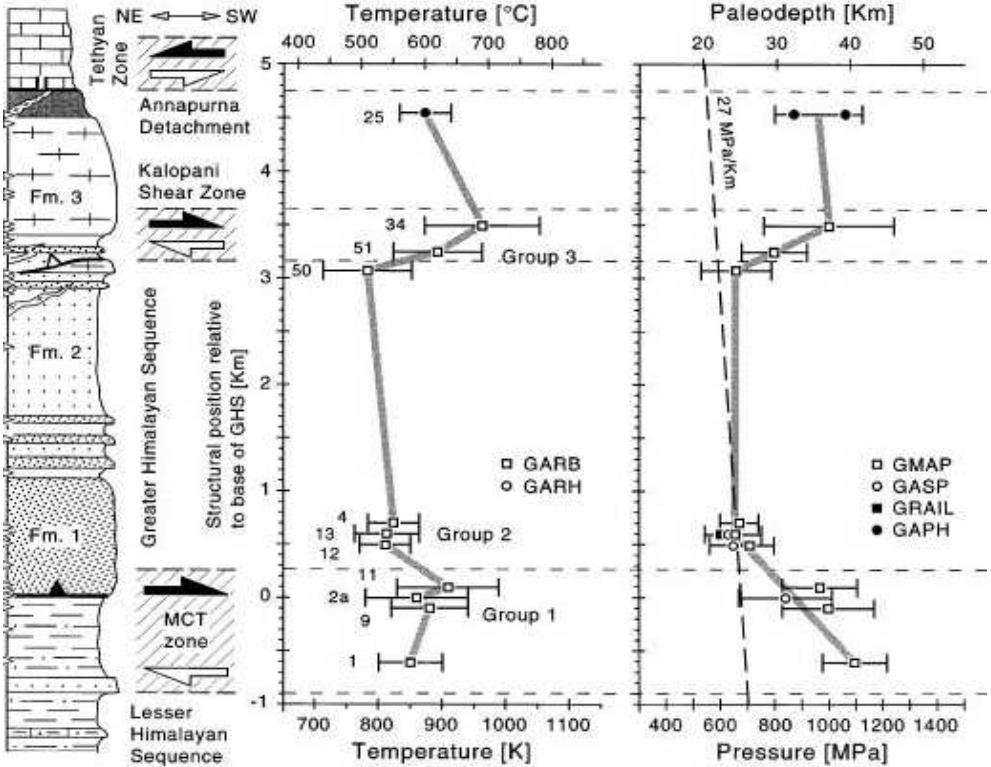 NE SW
Tethyan
Zone
Annapurna
Detachment
Kalopani
Shear Zone
Fm. 3
Fm. 2
Fm. 1
Greater Himalayan Sequence
Structural position relative
to base of GHS [Km]
MCT
zone
Lesser
Himalayan
Sequence
Temperature [°C]
400 500 600 700 800
5
4
3
2
1
0
-1
25
34
51
50
Group 3
GARB
GARH
4
13
12
Group 2
11
2a
9
Group 1
1
700 800 900 1000
Temperature [K]
Paleodepth [Km]
20 30 40 50
27 MPa/Km
GMAP
GASP
GRAIL
GAPH
400 600 800 1000 1200 1400
Pressure [MPa]